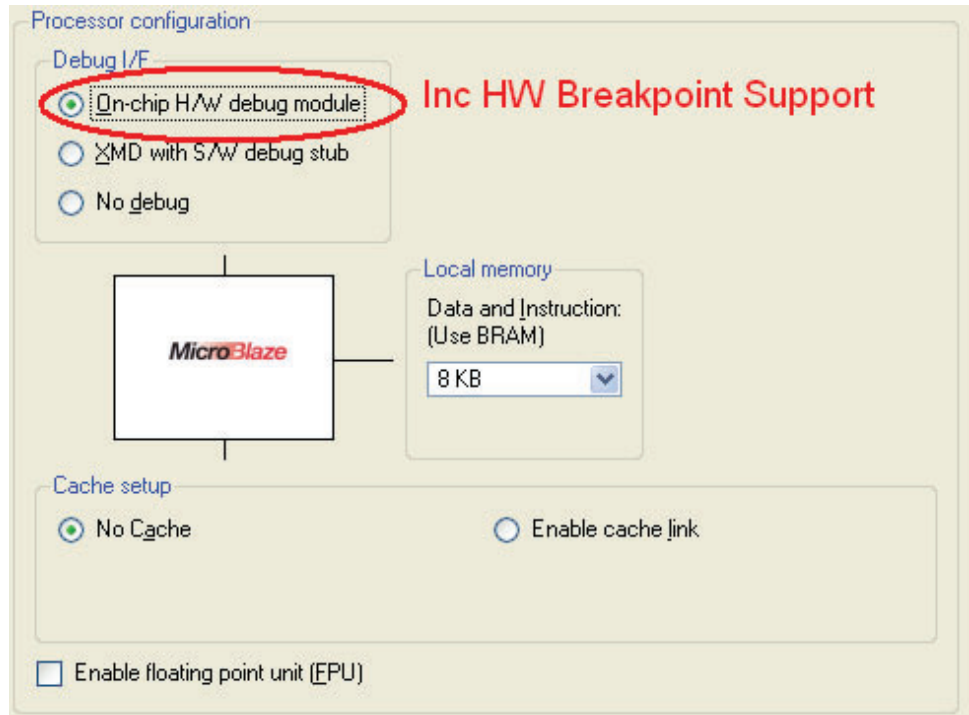 Processor configuration
Debug I/F
On-chip H/W debug module
Inc HW Breakpoint Support
XMD with S/W debug stub
No debug
Local memory
Data and Instruction:
(Use BRAM)
MicroBlaze
8 KB
Cache setup
No Cache
Enable cache link
Enable floating point unit (FPU)